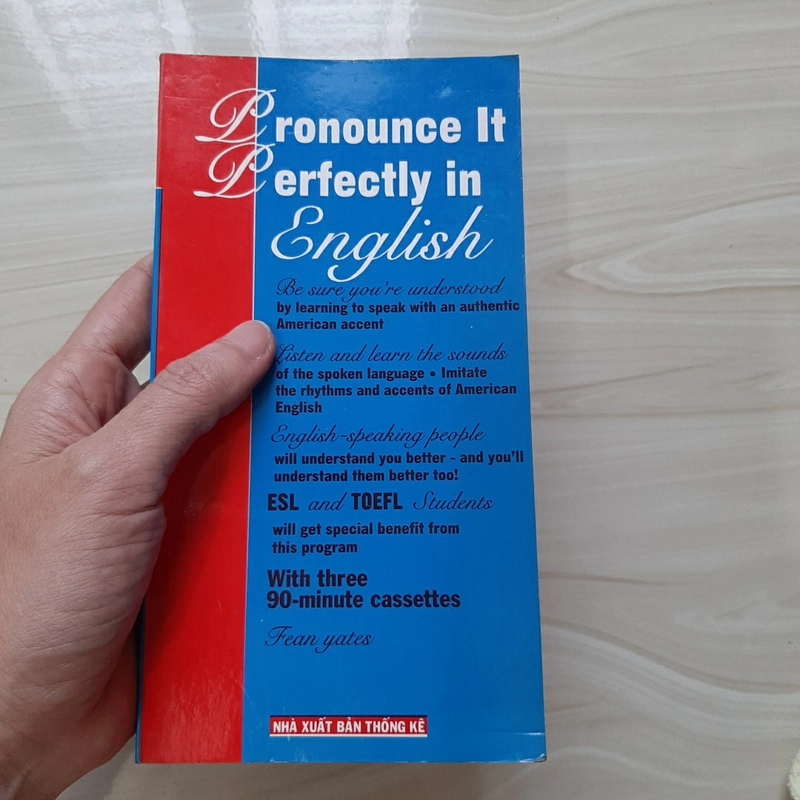 Pronounce It
Perfectly in
English
Be sure you're understood
by learning to speak with an authentic
American accent
Listen and learn the sounds
of the spoken language • Imitate
the rhythms and accents of American
English
English-speaking people
will understand you better - and you'll
understand them better too!
ESL and TOEFL Students
will get special benefit from
this program
With three
90-minute cassettes
Fean yates
NHÀ XUẤT BẢN THỐNG KÊ